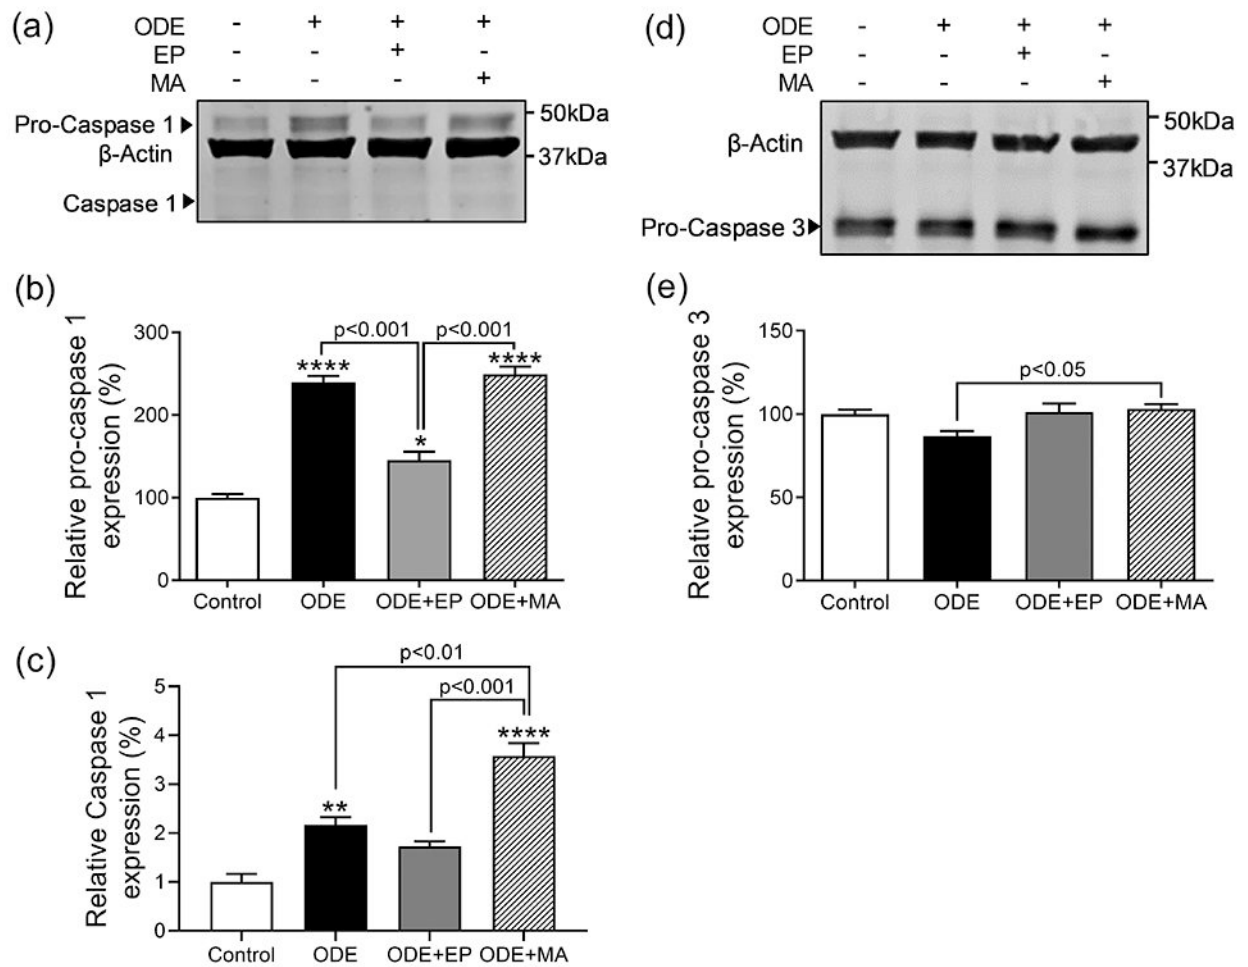 (a)
ODE - + + +
EP - - + -
MA - - - +
Pro-Caspase 1
β-Actin
Caspase 1
50kDa
37kDa
(d)
ODE - + + +
EP - - + -
MA - - - +
β-Actin
Pro-Caspase 3
50kDa
37kDa
(b)
Relative pro-caspase 1
expression (%)
300
200
100
0
p<0.001 p<0.001
**** * ****
Control ODE ODE+EP ODE+MA
(e)
Relative pro-caspase 3
expression (%)
150
100
50
0
p<0.05
Control ODE ODE+EP ODE+MA
(c)
Relative Caspase 1
expression (%)
5
4
3
2
1
0
p<0.01
p<0.001
** ****
Control ODE ODE+EP ODE+MA